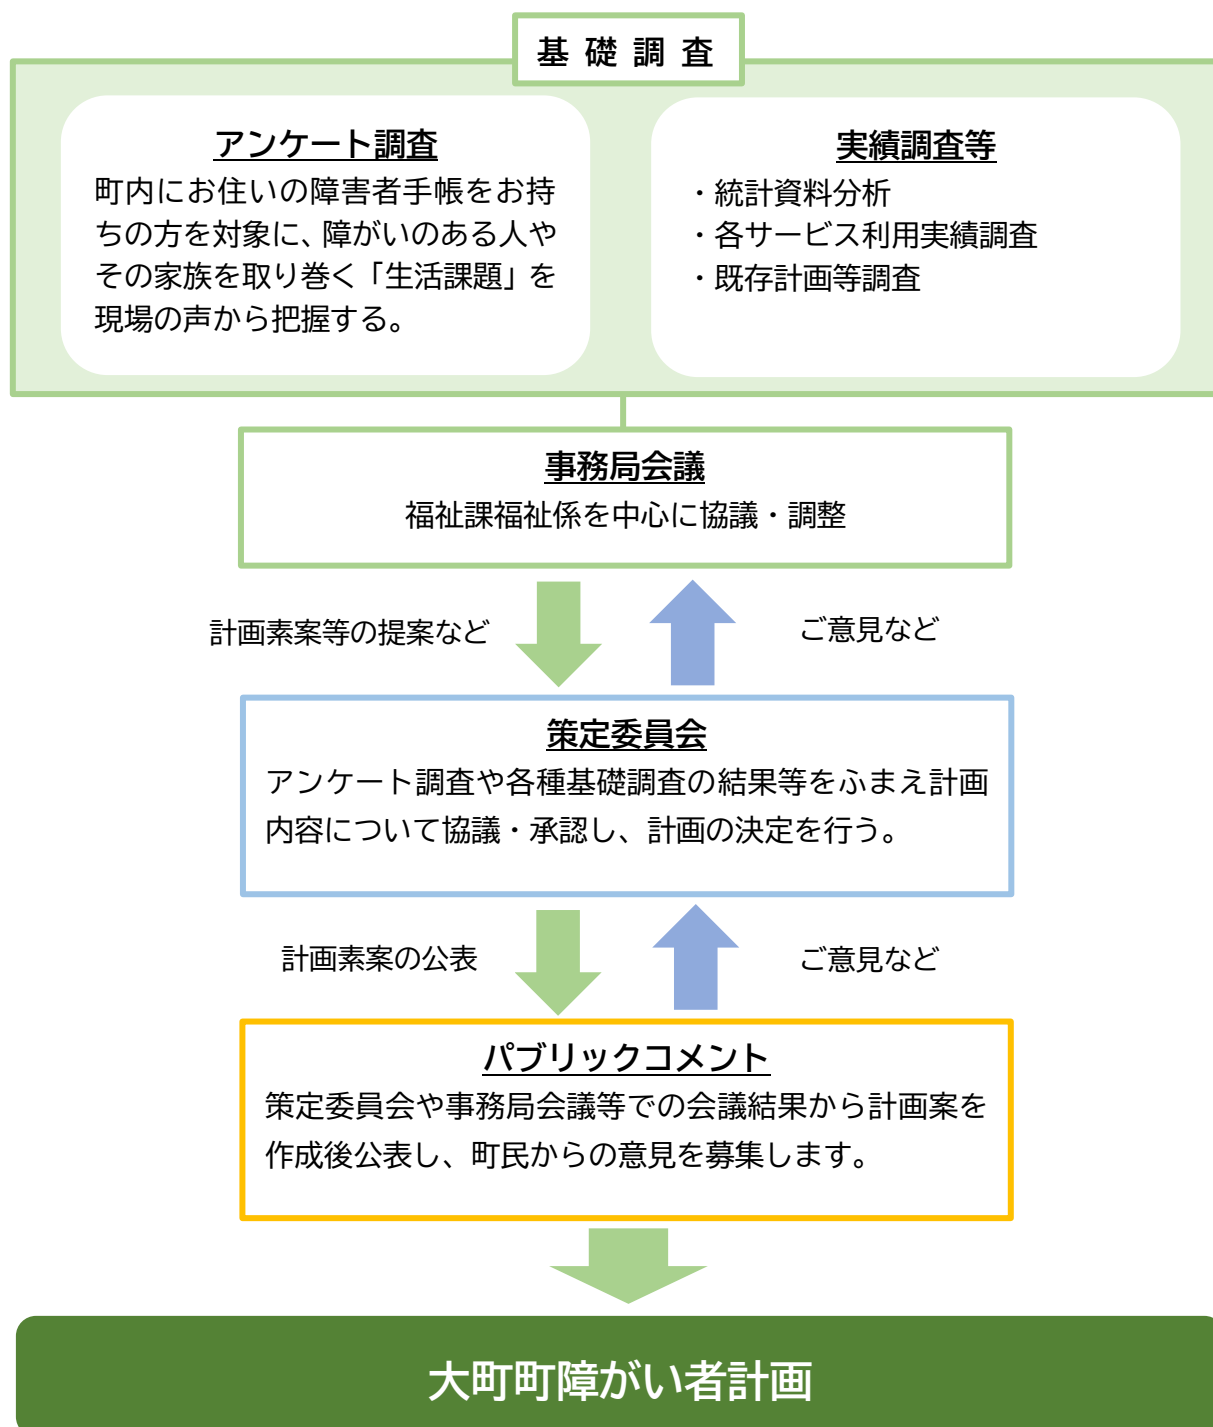 基礎調査
アンケート調査
町内にお住いの障害者手帳をお持
ちの方を対象に、障がいのある人や
その家族を取り巻く「生活課題」を
現場の声から把握する。
実績調査等
・統計資料分析
・各サービス利用実績調査
・既存計画等調査
事務局会議
福祉課福祉係を中心に協議・調整
計画素案等の提案など
ご意見など
策定委員会
アンケート調査や各種基礎調査の結果等をふまえ計画
内容について協議・承認し、計画の決定を行う。
計画素案の公表
ご意見など
パブリックコメント
策定委員会や事務局会議等での会議結果から計画案を
作成後公表し、町民からの意見を募集します。
大町町障がい者計画